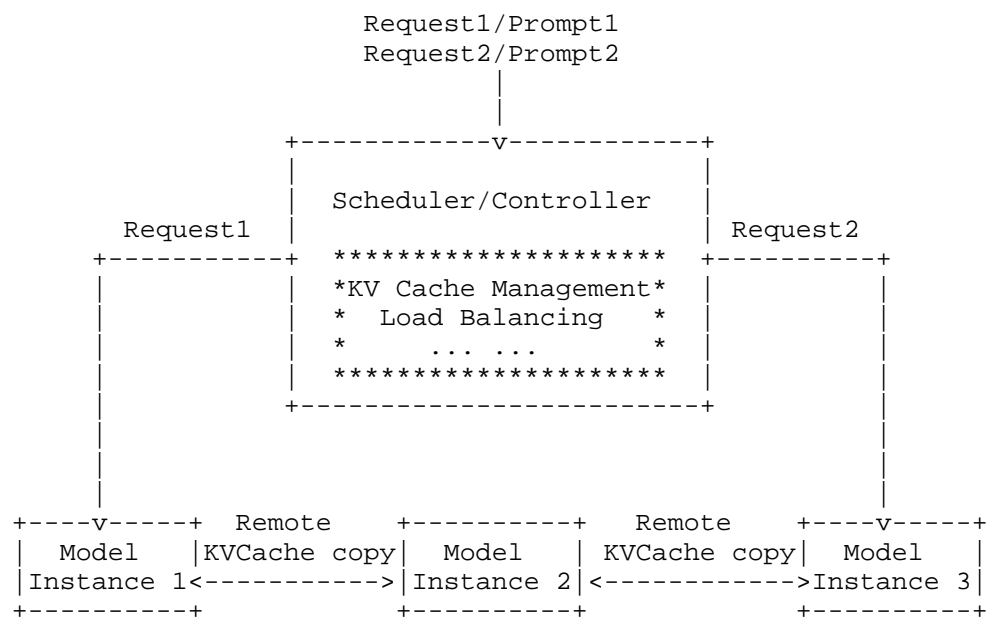 Request1/Prompt1
Request2/Prompt2
Scheduler/Controller
Request1
Request2
*********************
*KV Cache Management*
* Load Balancing *
* ... ... *
*********************
Remote
Remote
Model
KVCache copy
Model
KVCache copy
Model
Instance 1
Instance 2
Instance 3